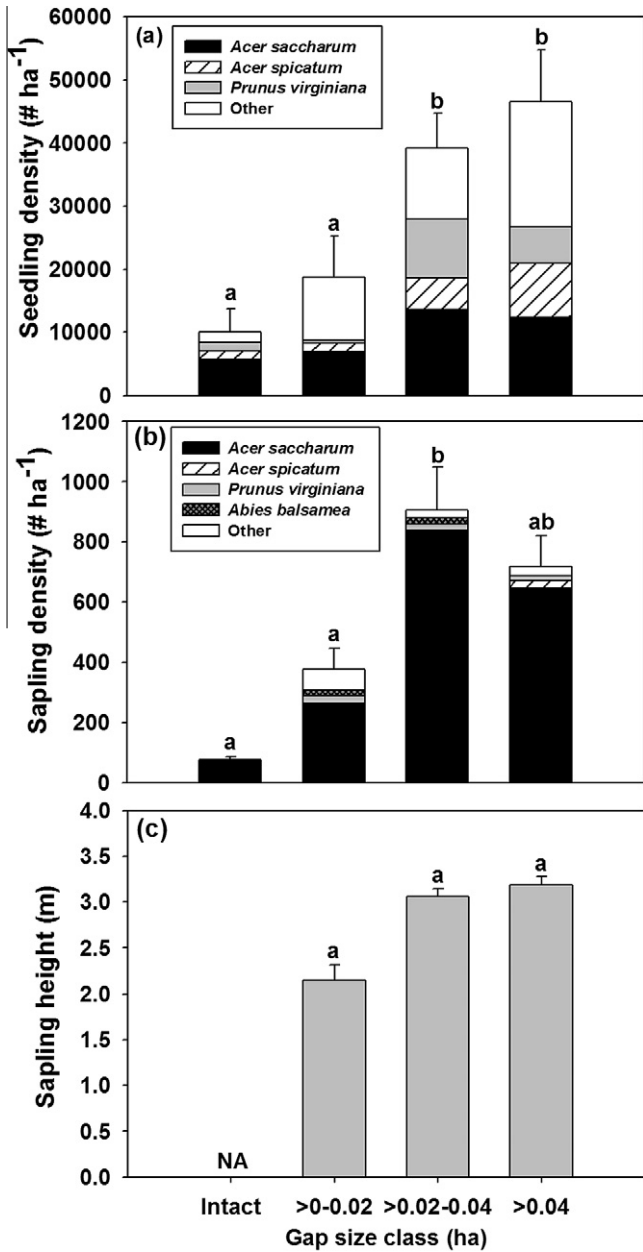 (a)
Acer saccharum
Acer spicatum
Prunus virginiana
Other
Seedling density (# ha-1)
60000
50000
40000
30000
20000
10000
0
a
a
b
b
(b)
Acer saccharum
Acer spicatum
Prunus virginiana
Abies balsamea
Other
Sapling density (# ha-1)
1200
1000
800
600
400
200
0
a
a
b
ab
(c)
Sapling height (m)
4.0
3.5
3.0
2.5
2.0
1.5
1.0
0.5
0.0
NA
a
a
a
Intact >0-0.02 >0.02-0.04 >0.04
Gap size class (ha)